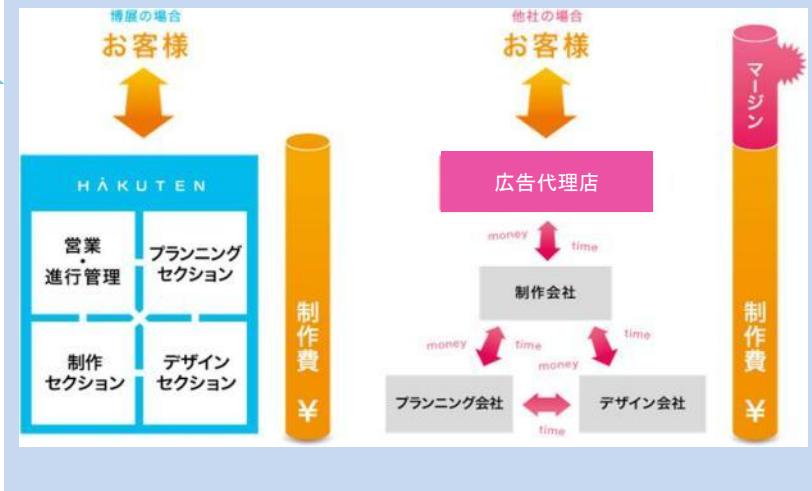 博展の場合
お客様
HAKUTEN
営業
・
進行管理
プランニング
セクション
制作
セクション
デザイン
セクション
制作費 ¥
他社の場合
お客様
広告代理店
money
time
制作会社
money
time
money
time
プランニング会社
time
デザイン会社
マージン
制作費 ¥